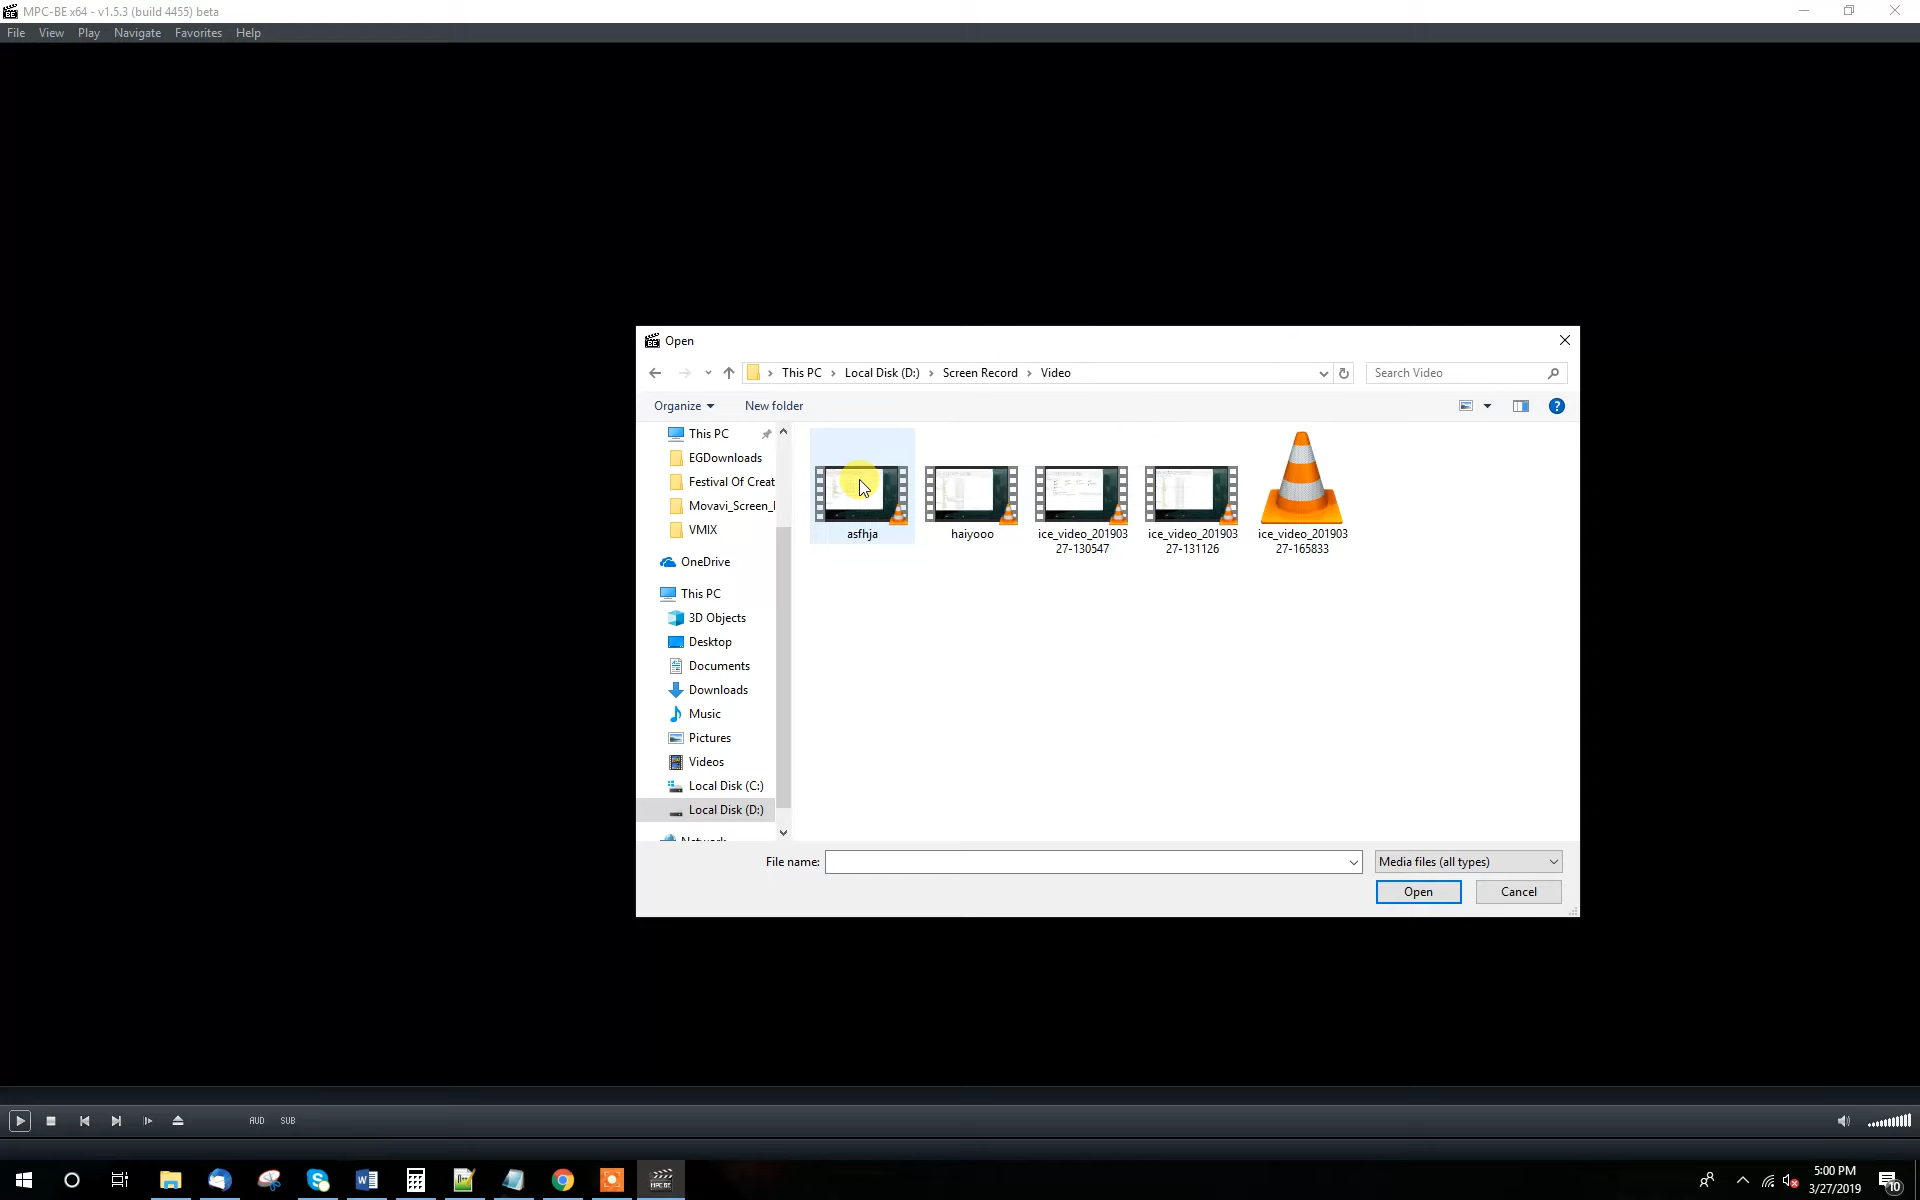 MPC-BE x64 - v1.5.3 (build 4455) beta
File View Play Navigate Favorites Help
Open
This PC > Local Disk (D:) > Screen Record > Video
Search Video
Organize
New folder
This PC
EGDownloads
Festival Of Creat
Movavi_Screen_
VMIX
OneDrive
This PC
3D Objects
Desktop
Documents
Downloads
Music
Pictures
Videos
Local Disk (C:)
Local Disk (D:)
asfhja
haiyooo
ice_video_201903
27-130547
ice_video_201903
27-131126
ice_video_201903
27-165833
File name:
Media files (all types)
Open
Cancel
AUD SUB
5:00 PM
3/27/2019
10